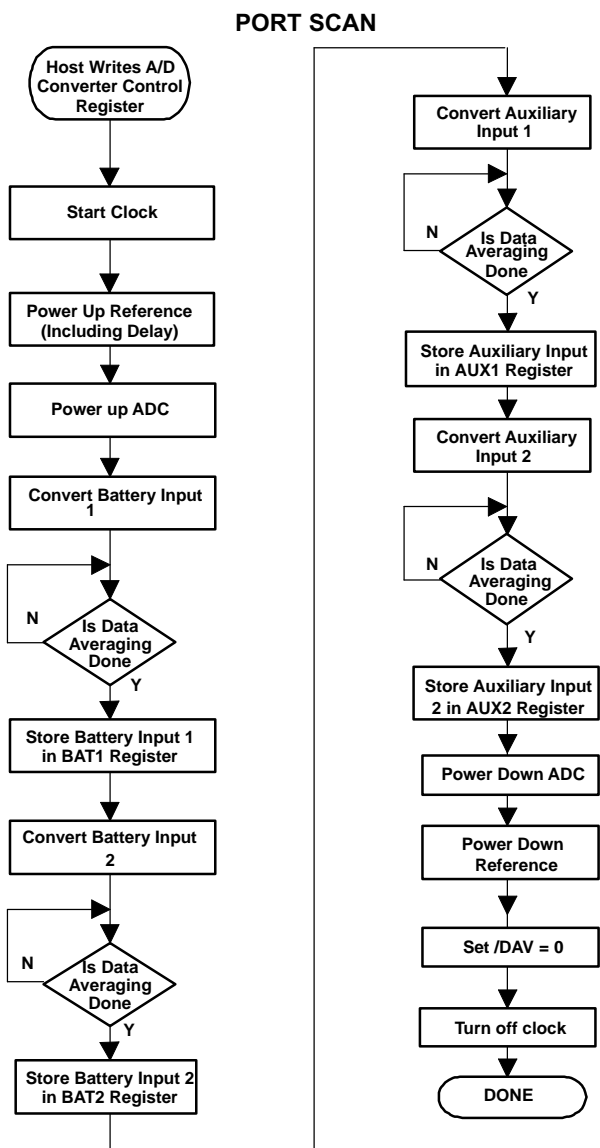 PORT SCAN
Host Writes A/D
Converter Control
Register
Start Clock
Power Up Reference
(Including Delay)
Power up ADC
Convert Battery Input
1
Is Data
Averaging
Done
N
Y
Store Battery Input 1
in BAT1 Register
Convert Battery Input
2
Is Data
Averaging
Done
N
Y
Store Battery Input 2
in BAT2 Register
Convert Auxiliary
Input 1
Is Data
Averaging
Done
N
Y
Store Auxiliary Input
in AUX1 Register
Convert Auxiliary
Input 2
Is Data
Averaging
Done
N
Y
Store Auxiliary Input
2 in AUX2 Register
Power Down ADC
Power Down
Reference
Set /DAV = 0
Turn off clock
DONE